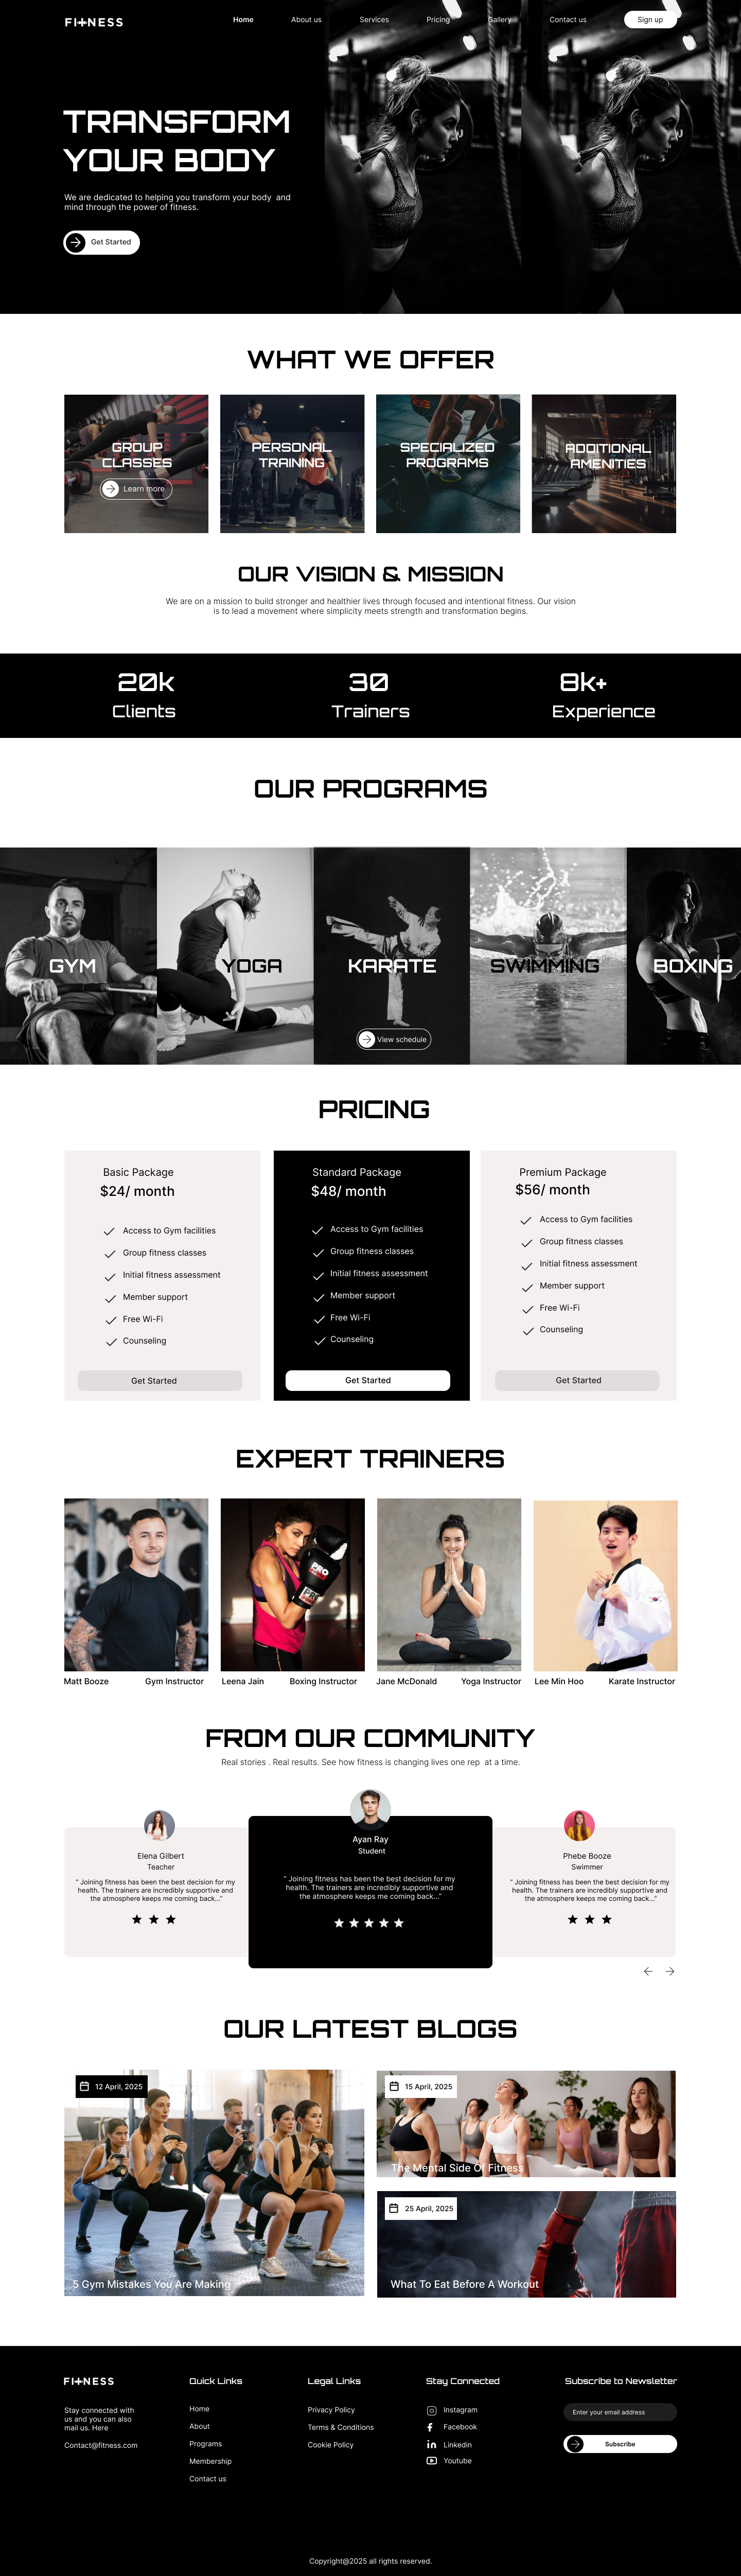 FITNESS
Home
About us
Services
Pricing
Gallery
Contact us
Sign up
TRANSFORM
YOUR BODY
We are dedicated to helping you transform your body and
mind through the power of fitness.
Get Started
WHAT WE OFFER
GROUP
CLASSES
Learn more
PERSONAL
TRAINING
SPECIALIZED
PROGRAMS
ADDITIONAL
AMENITIES
OUR VISION & MISSION
We are on a mission to build stronger and healthier lives through focused and intentional fitness. Our vision
is to lead a movement where simplicity meets strength and transformation begins.
20k
Clients
30
Trainers
8k+
Experience
OUR PROGRAMS
GYM
YOGA
KARATE
SWIMMING
BOXING
View schedule
PRICING
Basic Package
$24/ month
Access to Gym facilities
Group fitness classes
Initial fitness assessment
Member support
Free Wi-Fi
Counseling
Get Started
Standard Package
$48/ month
Access to Gym facilities
Group fitness classes
Initial fitness assessment
Member support
Free Wi-Fi
Counseling
Get Started
Premium Package
$56/ month
Access to Gym facilities
Group fitness classes
Initial fitness assessment
Member support
Free Wi-Fi
Counseling
Get Started
EXPERT TRAINERS
PRO
PRO
Matt Booze
Gym Instructor
Leena Jain
Boxing Instructor
Jane McDonald
Yoga Instructor
Lee Min Hoo
Karate Instructor
FROM OUR COMMUNITY
Real stories . Real results. See how fitness is changing lives one rep at a time.
Elena Gilbert
Teacher
" Joining fitness has been the best decision for my
health. The trainers are incredibly supportive and
the atmosphere keeps me coming back..."
Ayan Ray
Student
" Joining fitness has been the best decision for my
health. The trainers are incredibly supportive and
the atmosphere keeps me coming back..."
Phebe Booze
Swimmer
" Joining fitness has been the best decision for my
health. The trainers are incredibly supportive and
the atmosphere keeps me coming back..."
OUR LATEST BLOGS
12 April, 2025
5 Gym Mistakes You Are Making
15 April, 2025
The Mental Side Of Fitness
25 April, 2025
What To Eat Before A Workout
FITNESS
Stay connected with
us and you can also
mail us. Here
Contact@fitness.com
Quick Links
Home
About
Programs
Membership
Contact us
Legal Links
Privacy Policy
Terms & Conditions
Cookie Policy
Stay Connected
Instagram
Facebook
Linkedin
Youtube
Subscribe to Newsletter
Enter your email address
Subscribe
Copyright@2025 all rights reserved.